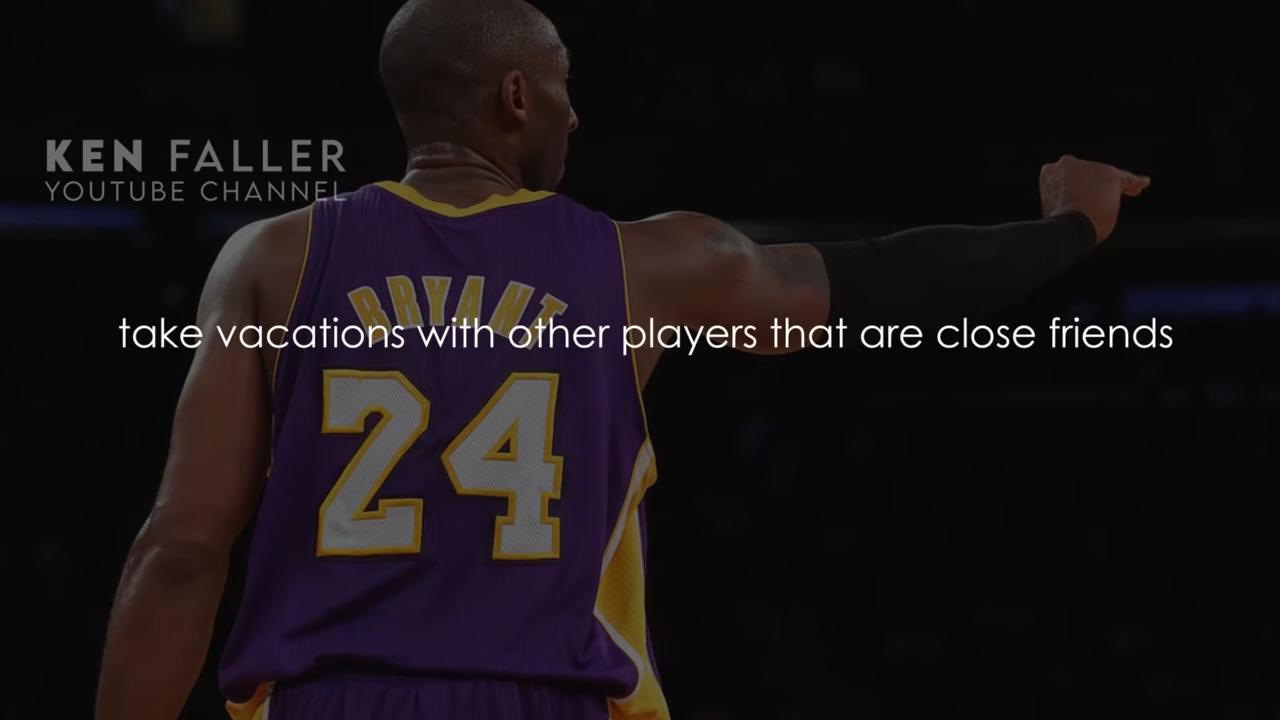 KEN FALLER
YOUTUBE CHANNEL
BRYANT
take vacations with other players that are close friends
24